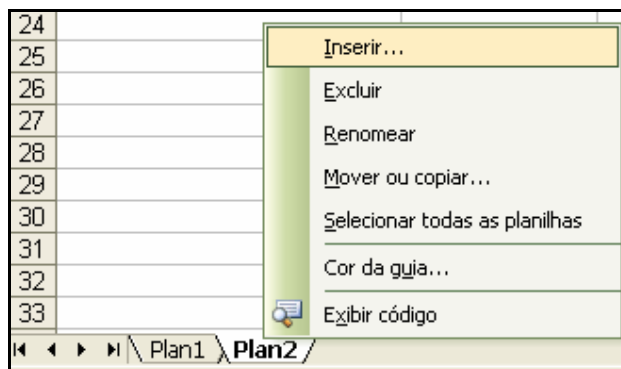 24
25
26
27
28
29
30
31
32
33
Inserir...
Excluir
Renomear
Mover ou copiar...
Selecionar todas as planilhas
Cor da guia...
Exibir código
Plan1 Plan2